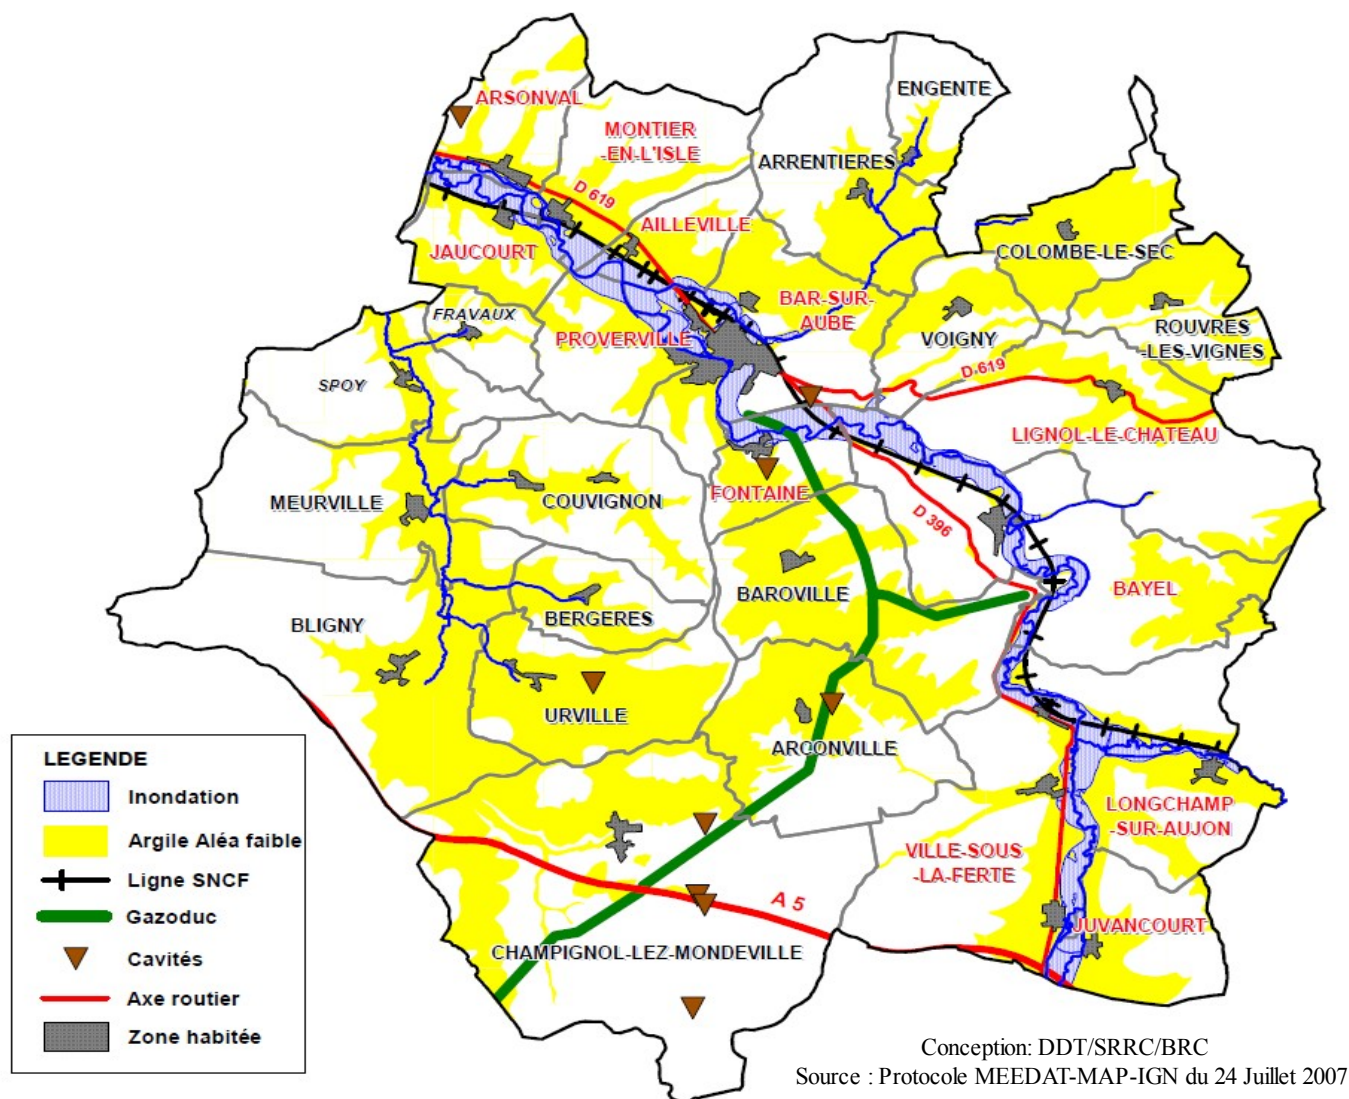 ENGENTE
ARSONVAL
MONTIER
-EN-L'ISLE
ARRENTIERES
D 619
AILLEVILLE
JAUCOURT
COLOMBE-LE-SEC
BAR-SUR-
AUBE
FRAVAUX
PROVERVILLE
VOIGNY
ROUVRES
-LES-VIGNES
SPOY
D 619
LIGNOL-LE-CHATEAU
MEURVILLE
COUVIGNON
FONTAINE
D 396
BAROVILLE
BAYEL
BLIGNY
BERGERES
URVILLE
ARCONVILLE
LONGCHAMP
-SUR-AUJON
VILLE-SOUS
-LA-FERTE
A 5
JUVANCOURT
CHAMPIGNOL-LEZ-MONDEVILLE
LEGENDE
Inondation
Argile Aléa faible
Ligne SNCF
Gazoduc
Cavités
Axe routier
Zone habitée
Conception: DDT/SRRC/BRC
Source : Protocole MEEDAT-MAP-IGN du 24 Juillet 2007